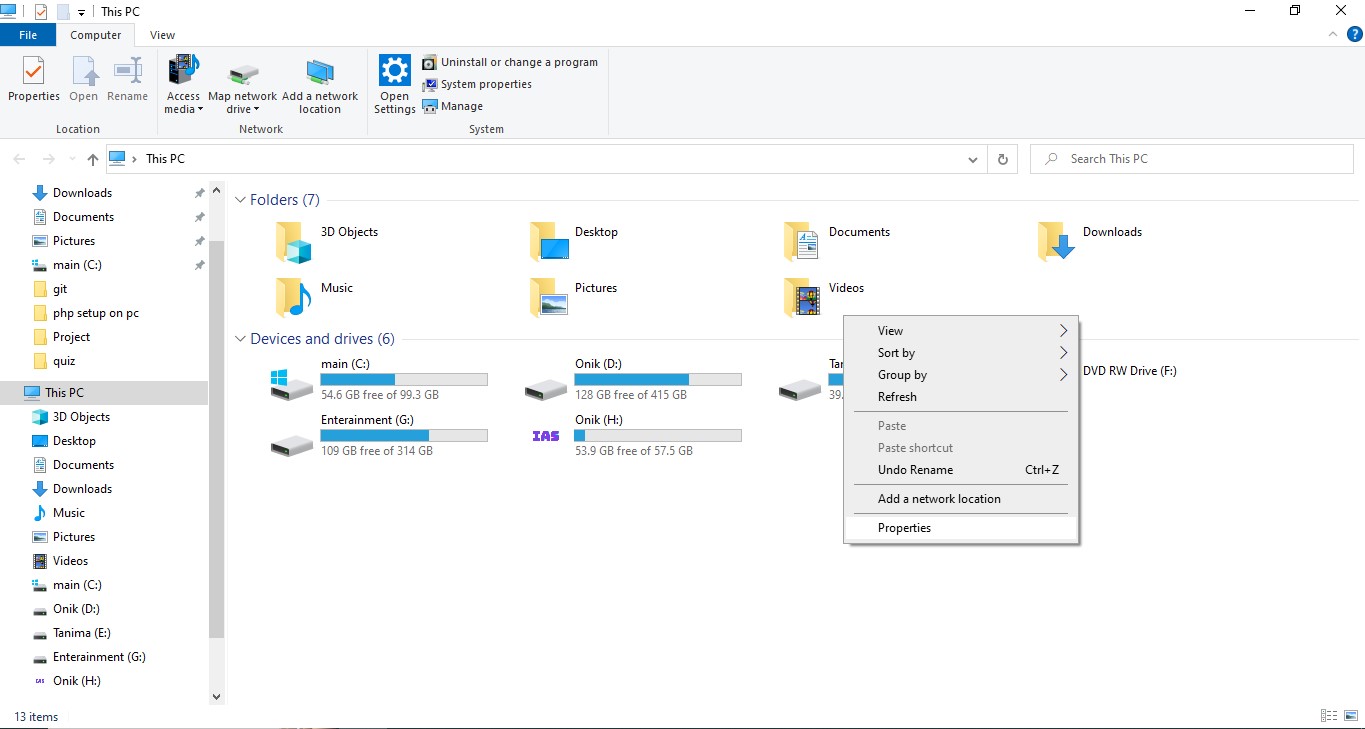 This PC
File
Computer
View
Properties
Open
Rename
Access media
Map network drive
Add a network location
Open Settings
Uninstall or change a program
System properties
Manage
Location
Network
System
This PC
Search This PC
Downloads
Documents
Pictures
main (C:)
git
php setup on pc
Project
quiz
This PC
3D Objects
Desktop
Documents
Downloads
Music
Pictures
Videos
main (C:)
Onik (D:)
Tanima (E:)
Enterainment (G:)
Onik (H:)
Folders (7)
3D Objects
Desktop
Documents
Downloads
Music
Pictures
Videos
Devices and drives (6)
main (C:)
54.6 GB free of 99.3 GB
Onik (D:)
128 GB free of 415 GB
Tar
39.
DVD RW Drive (F:)
Enterainment (G:)
109 GB free of 314 GB
IAS
Onik (H:)
53.9 GB free of 57.5 GB
View
Sort by
Group by
Refresh
Paste
Paste shortcut
Undo Rename Ctrl+Z
Add a network location
Properties
13 items